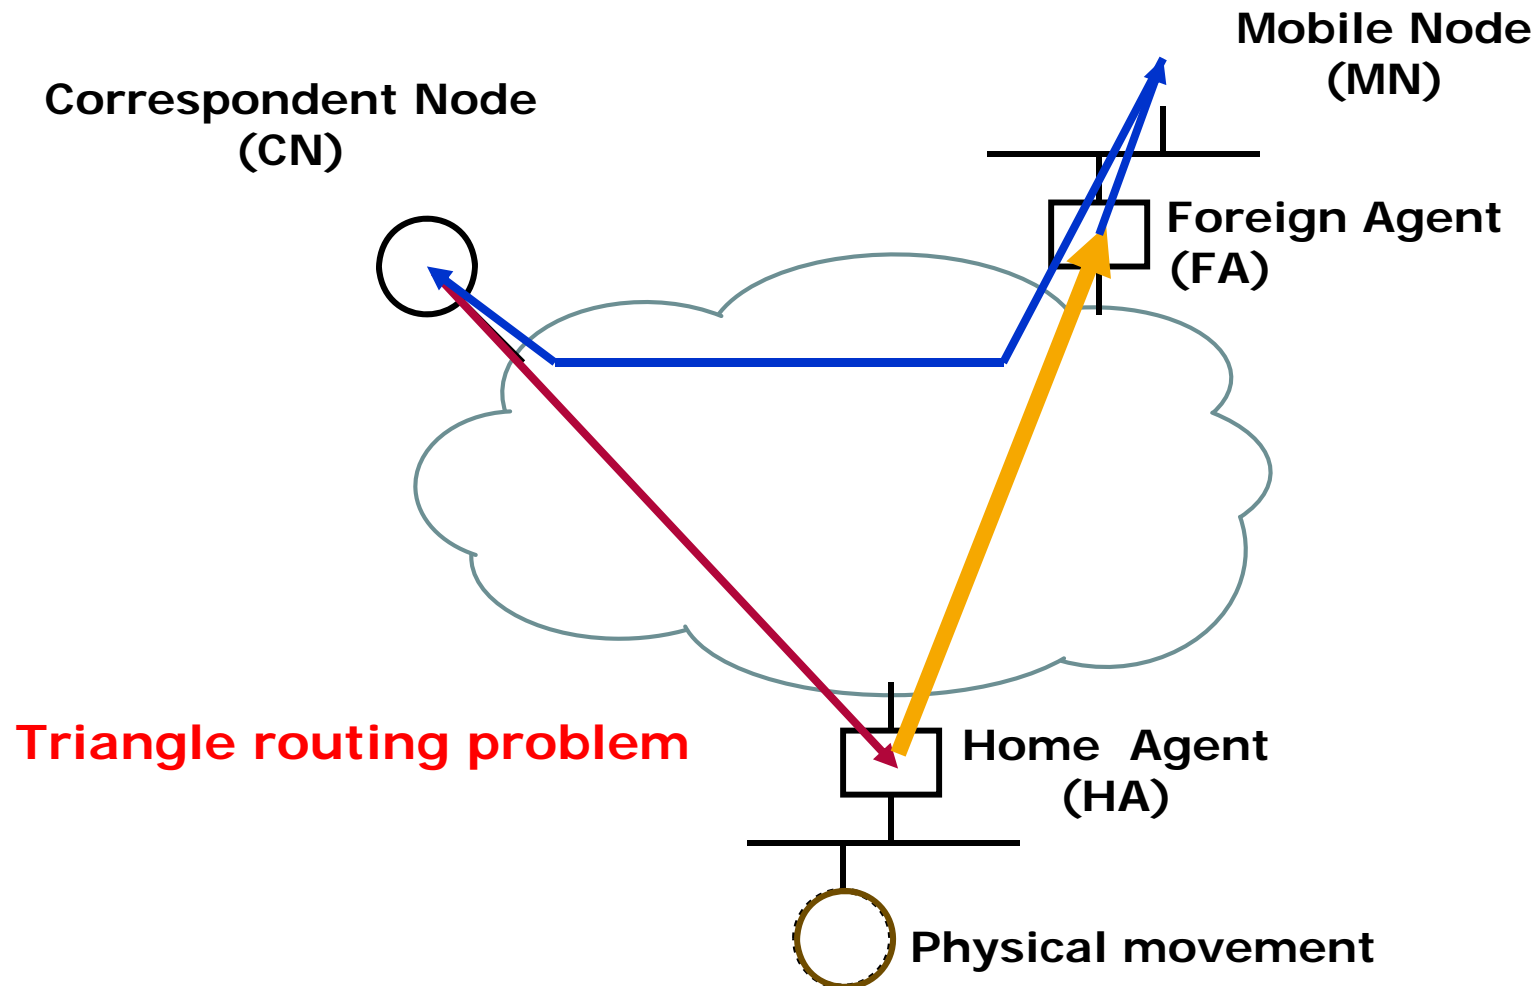 Mobile Node
(MN)
Correspondent Node
(CN)
Foreign Agent
(FA)
Triangle routing problem
Home Agent
(HA)
Physical movement